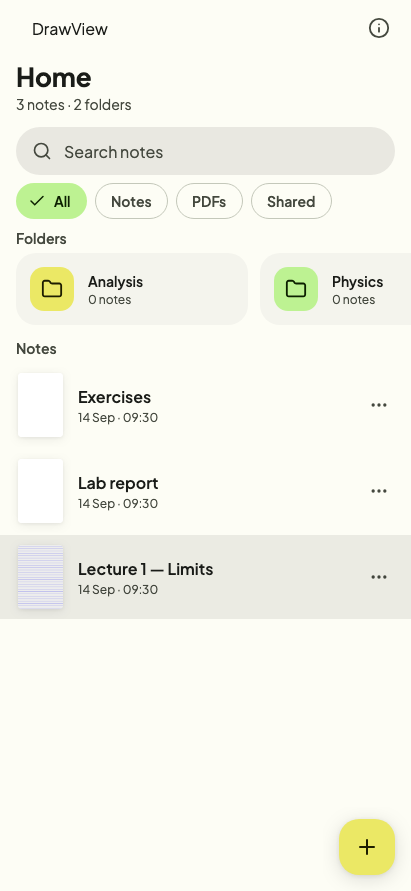 DrawView
Home
3 notes · 2 folders
Search notes
All
Notes
PDFs
Shared
Folders
Analysis
0 notes
Physics
0 notes
Notes
Exercises
14 Sep · 09:30
Lab report
14 Sep · 09:30
Lecture 1 — Limits
14 Sep · 09:30